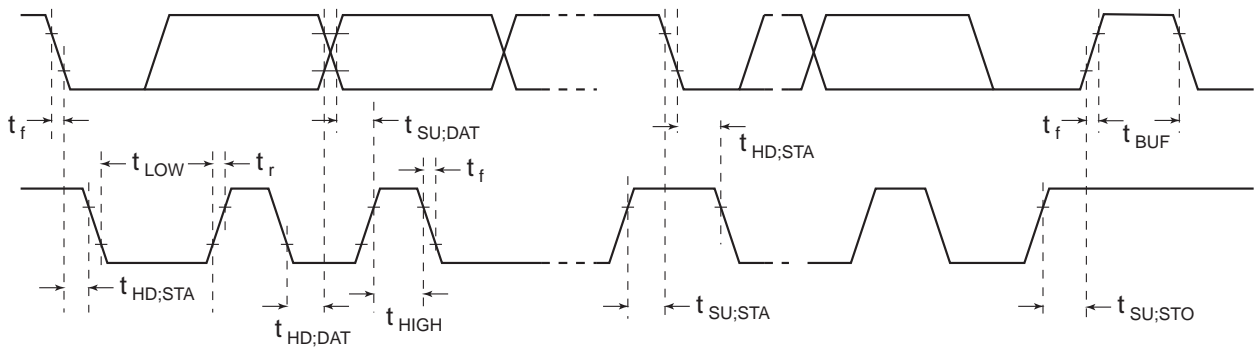 t f
t SU;DAT
t HD;STA
t f
t BUF
t LOW
t r
t f
t HD;STA
t HD;DAT
t HIGH
t SU;STA
t SU;STO